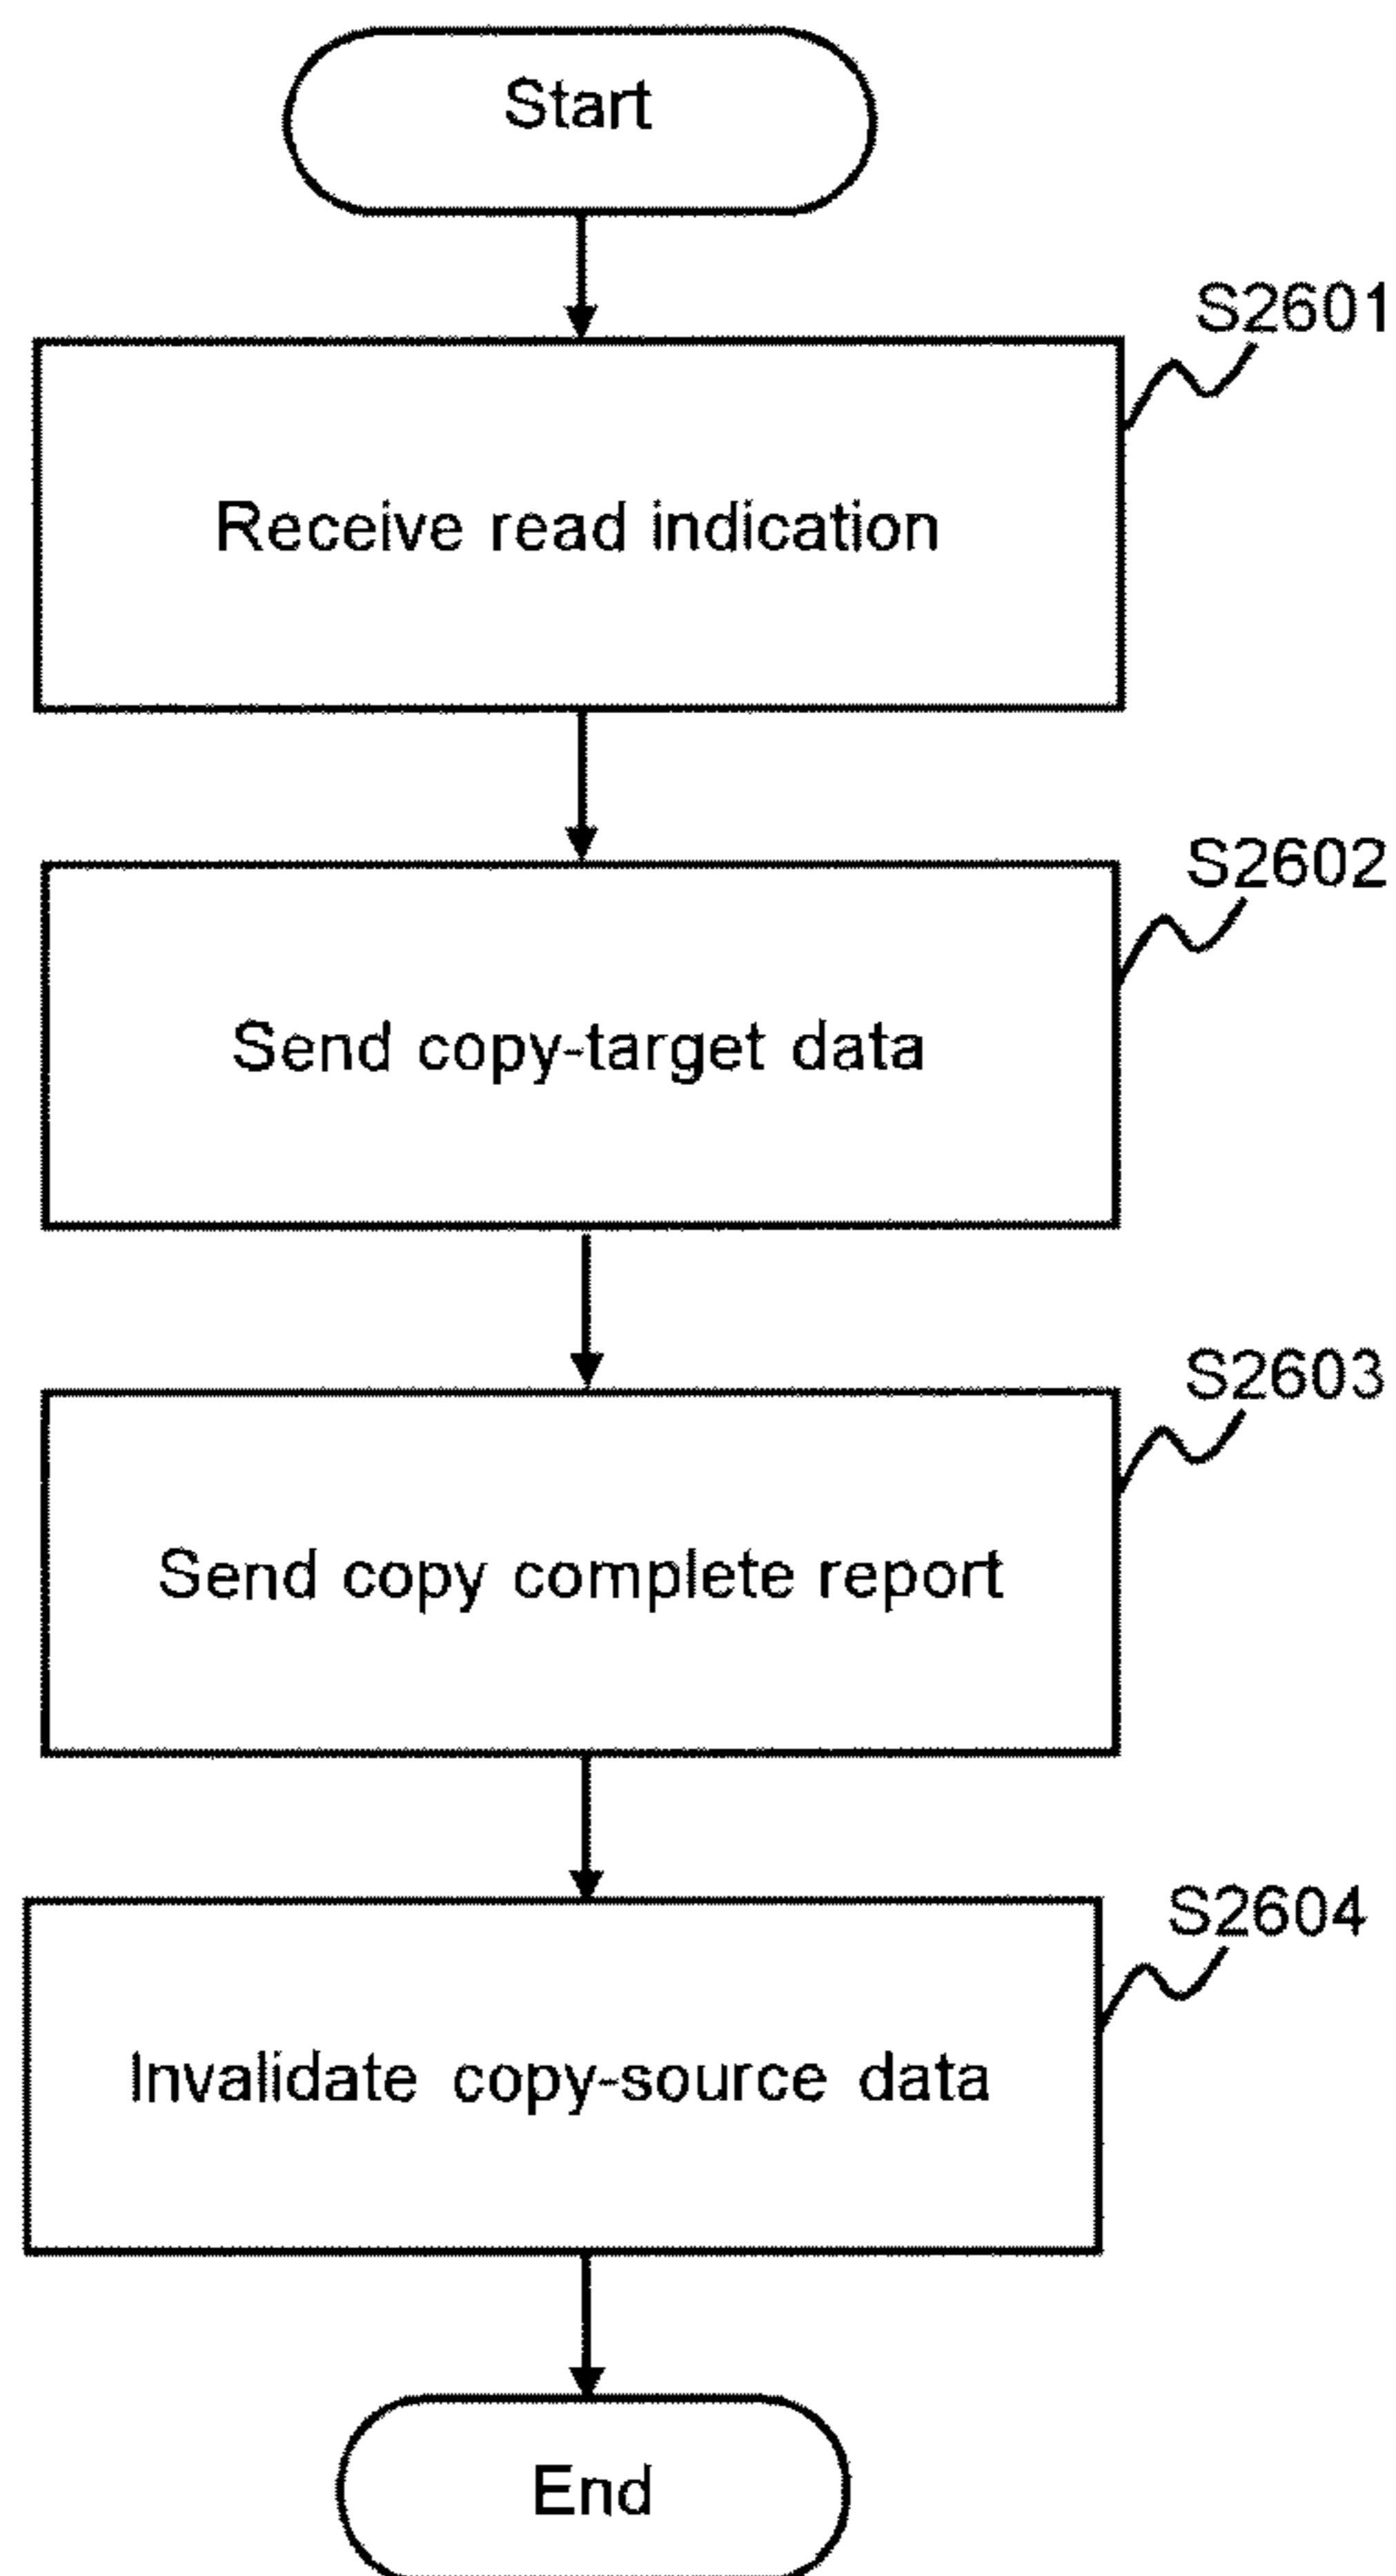 Start
S2601
Receive read indication
S2602
Send copy-target data
S2603
Send copy complete report
S2604
Invalidate copy-source data
End